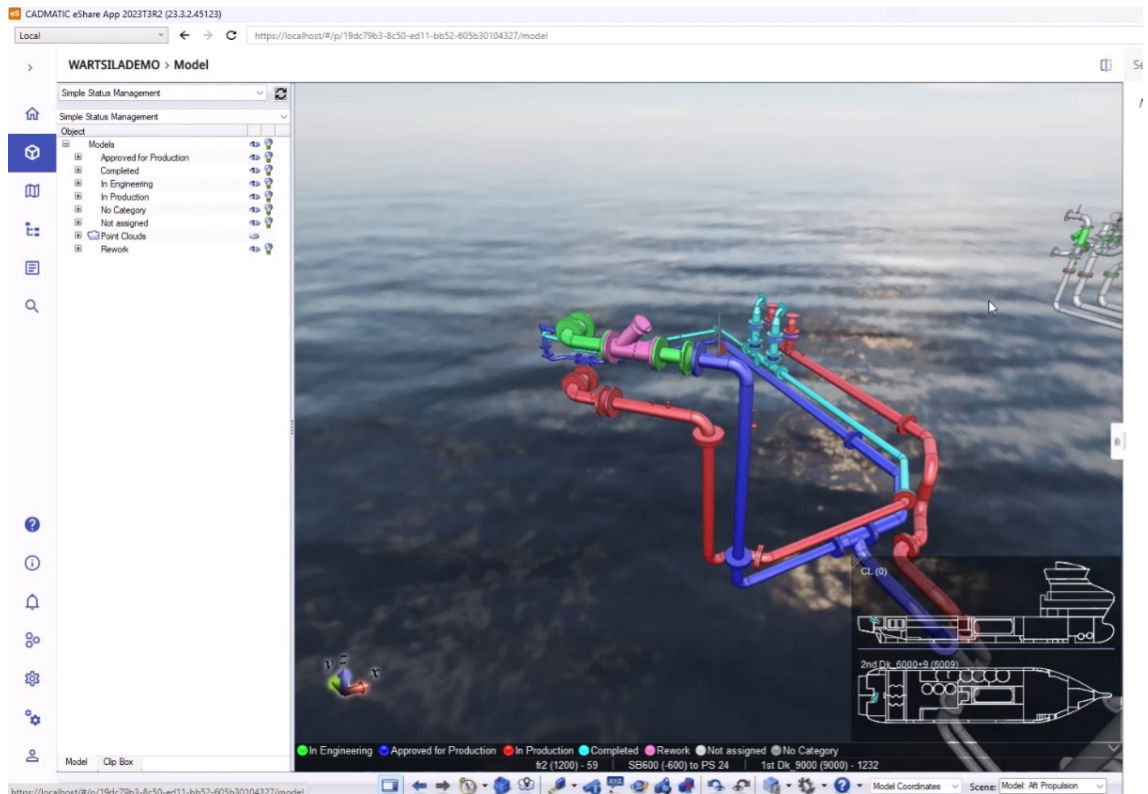 eS CADMATIC eShare App 2023T3R2 (23.3.2.45123)
Local
https://localhost/#/p/19dc79b3-8c50-ed11-bb52-605b30104327/model
WARTSILADEMO > Model
Se
Simple Status Management
Simple Status Management
Object
Models
Approved for Production
Completed
In Engineering
In Production
No Category
Not assigned
Point Clouds
Rework
CL (0)
2nd Dk_6000+9 (6009)
y z x
In Engineering Approved for Production In Production Completed Rework Not assigned No Category
fr2 (1200) - 59 SB600 (-600) to PS 24 1st Dk_9000 (9000) - 1232
Model Clip Box
https://localhost/#/p/19dc79b3-8c50-ed11-bb52-605b30104327/model
XYZ
Model Coordinates Scene: Model: Aft Propulsion